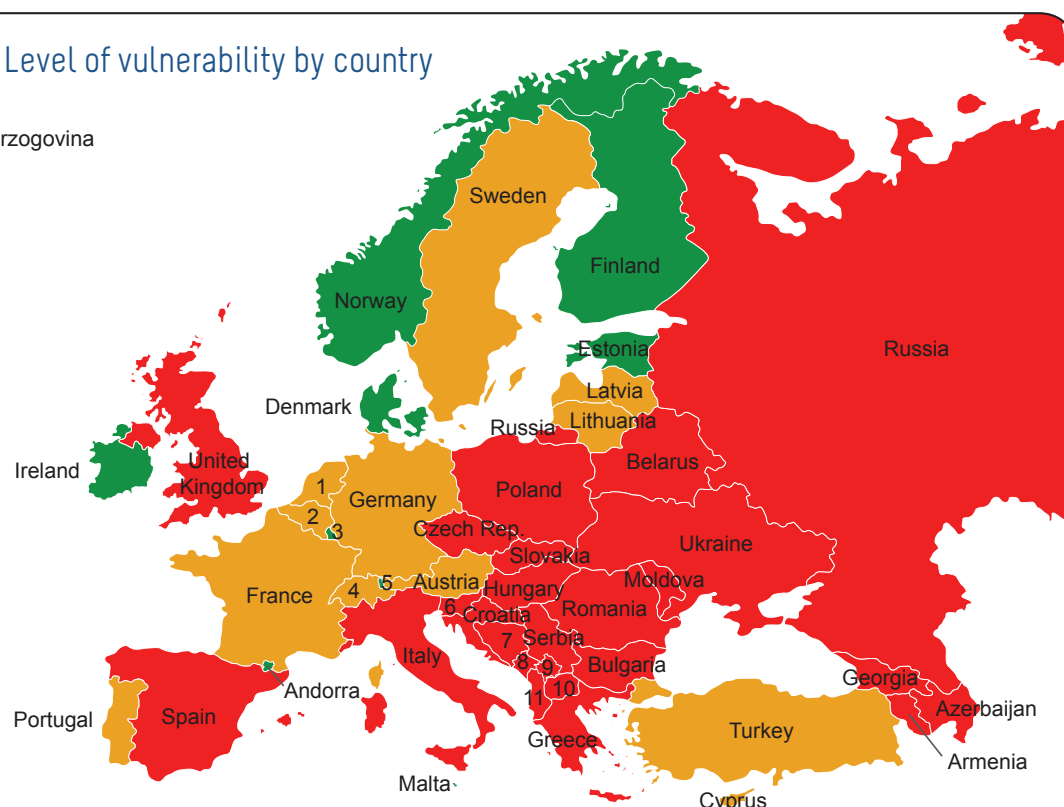 Level of vulnerability by country
rzogovina
Sweden
Finland
Norway
Estonia
Russia
Latvia
Denmark
Lithuania
Russia
Ireland
United
Kingdom
Belarus
1
Germany
Poland
2
3
Czech Rep.
Ukraine
Slovakia
France
4
5
Austria
Hungary
Moldova
6
Croatia
Romania
7
Serbia
Italy
8
9
Bulgaria
Georgia
Andorra
10
11
Azerbaijan
Portugal
Spain
Greece
Turkey
Armenia
Malta
Cyprus